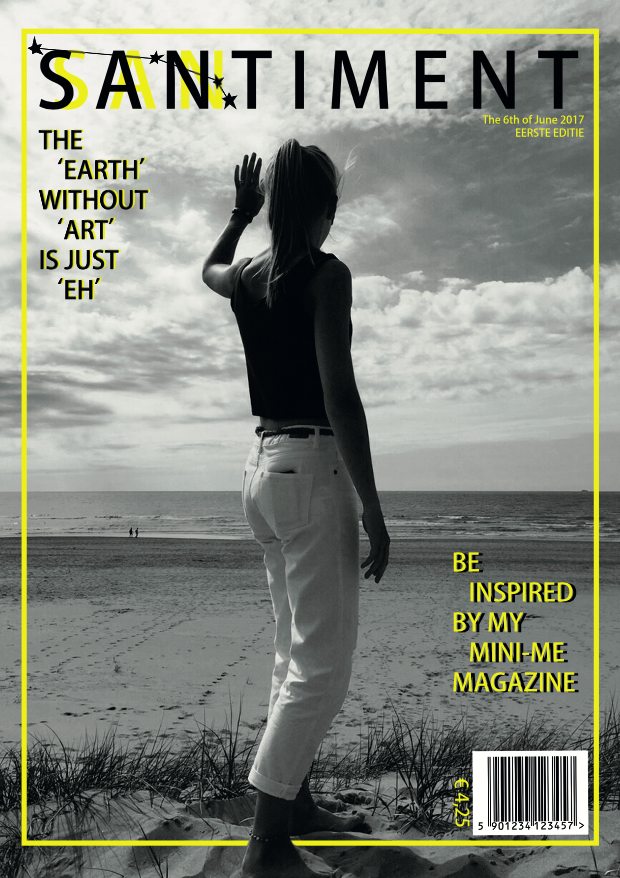 SANTIMENT
The 6th of June 2017
EERSTE EDITIE
THE
‘EARTH’
WITHOUT
‘ART’
IS JUST
‘EH’
BE
INSPIRED
BY MY
MINI-ME
MAGAZINE
€ 4,25
5 901234 123457 >